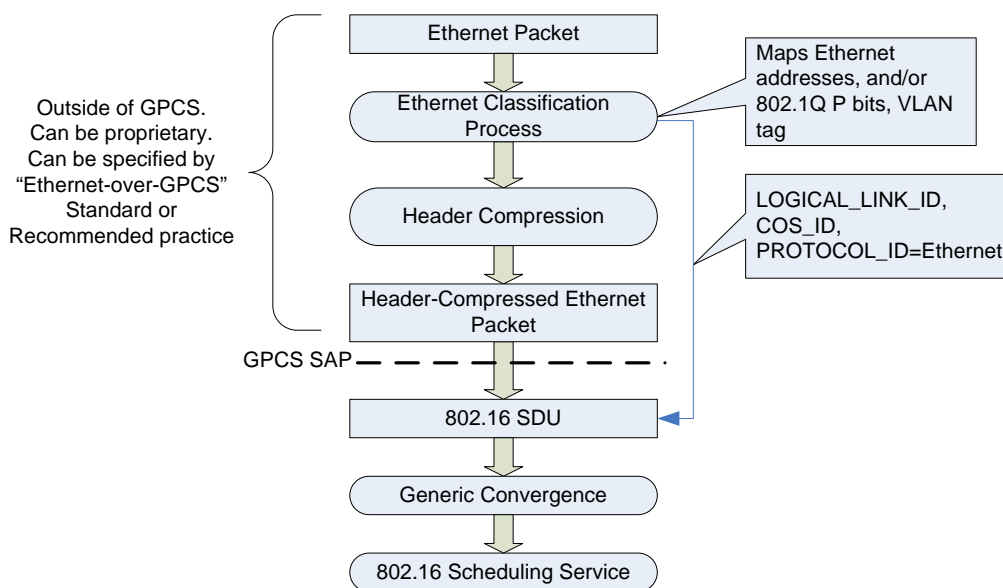 Ethernet Packet
Maps Ethernet
addresses, and/or
802.1Q P bits, VLAN
tag
Ethernet Classification
Process
Outside of GPCS.
Can be proprietary.
Can be specified by
“Ethernet-over-GPCS”
Standard or
Recommended practice
LOGICAL_LINK_ID,
COS_ID,
PROTOCOL_ID=Ethernet
Header Compression
Header-Compressed Ethernet
Packet
GPCS SAP
802.16 SDU
Generic Convergence
802.16 Scheduling Service